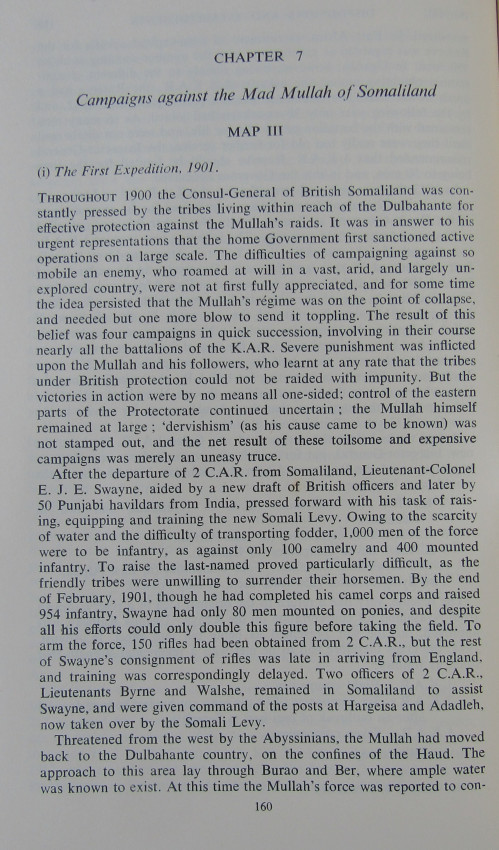 CHAPTER 7
Campaigns against the Mad Mullah of Somaliland
MAP III
(i) The First Expedition, 1901.
THROUGHOUT 1900 the Consul-General of British Somaliland was con-
stantly pressed by the tribes living within reach of the Dulbahante for
effective protection against the Mullah's raids. It was in answer to his
urgent representations that the home Government first sanctioned active
operations on a large scale. The difficulties of campaigning against so
mobile an enemy, who roamed at will in a vast, arid, and largely un-
explored country, were not at first fully appreciated, and for some time
the idea persisted that the Mullah's régime was on the point of collapse,
and needed but one more blow to send it toppling. The result of this
belief was four campaigns in quick succession, involving in their course
nearly all the battalions of the K.A.R. Severe punishment was inflicted
upon the Mullah and his followers, who learnt at any rate that the tribes
under British protection could not be raided with impunity. But the
victories in action were by no means all one-sided; control of the eastern
parts of the Protectorate continued uncertain; the Mullah himself
remained at large; 'dervishism' (as his cause came to be known) was
not stamped out, and the net result of these toilsome and expensive
campaigns was merely an uneasy truce.
After the departure of 2 C.A.R. from Somaliland, Lieutenant-Colonel
E. J. E. Swayne, aided by a new draft of British officers and later by
50 Punjabi havildars from India, pressed forward with his task of rais-
ing, equipping and training the new Somali Levy. Owing to the scarcity
of water and the difficulty of transporting fodder, 1,000 men of the force
were to be infantry, as against only 100 camelry and 400 mounted
infantry. To raise the last-named proved particularly difficult, as the
friendly tribes were unwilling to surrender their horsemen. By the end
of February, 1901, though he had completed his camel corps and raised
954 infantry, Swayne had only 80 men mounted on ponies, and despite
all his efforts could only double this figure before taking the field. To
arm the force, 150 rifles had been obtained from 2 C.A.R., but the rest
of Swayne's consignment of rifles was late in arriving from England,
and training was correspondingly delayed. Two officers of 2 C.A.R.,
Lieutenants Byrne and Walshe, remained in Somaliland to assist
Swayne, and were given command of the posts at Hargeisa and Adadleh,
now taken over by the Somali Levy.
Threatened from the west by the Abyssinians, the Mullah had moved
back to the Dulbahante country, on the confines of the Haud. The
approach to this area lay through Burao and Ber, where ample water
was known to exist. At this time the Mullah's force was reported to con-
160